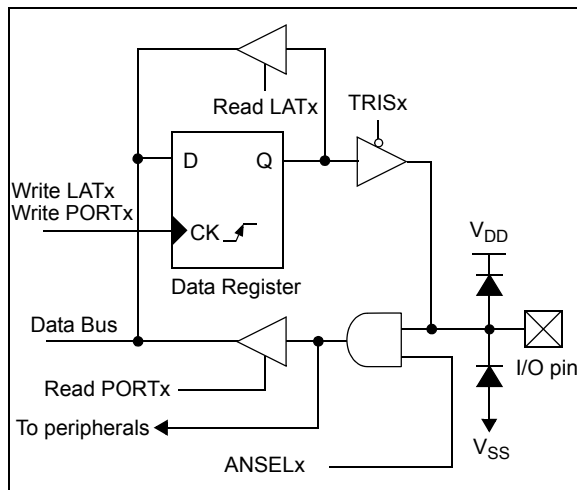 Read LATx
TRISx
D
Q
Write LATx
Write PORTx
CK
Data Register
VDD
Data Bus
I/O pin
Read PORTx
To peripherals
VSS
ANSELx